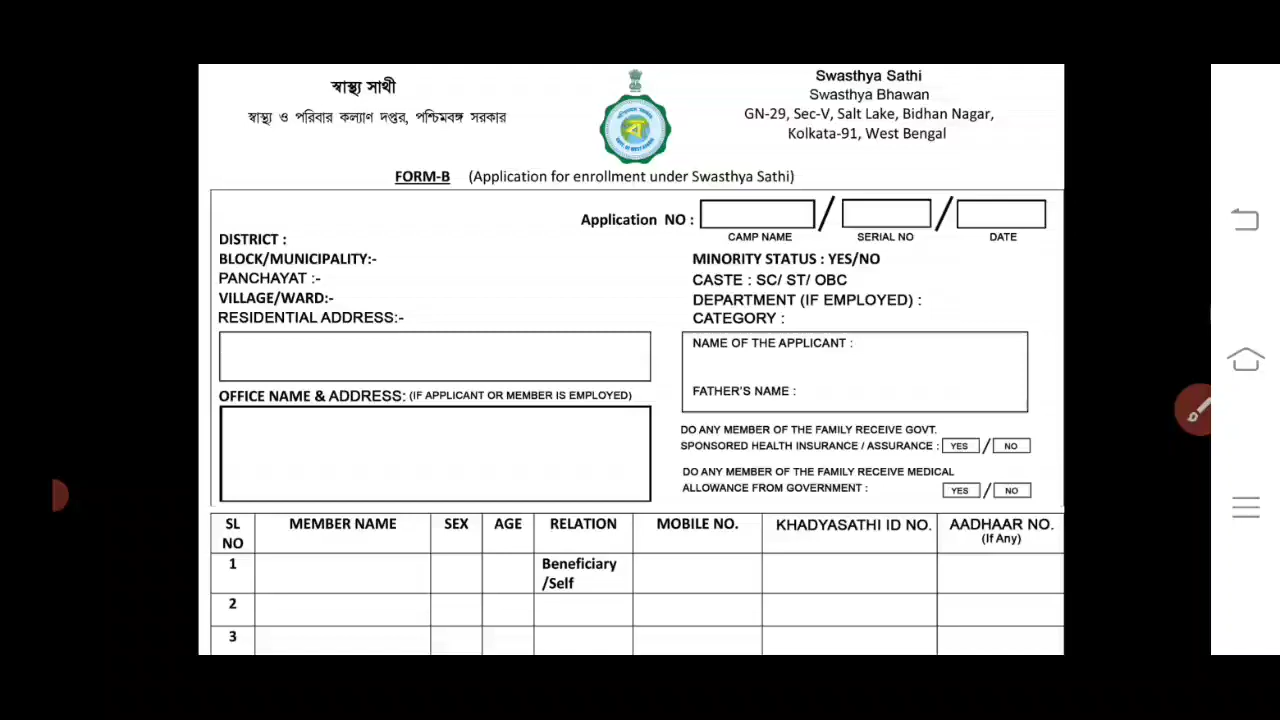 স্বাস্থ্য সাথী
স্বাস্থ্য ও পরিবার কল্যাণ দপ্তর, পশ্চিমবঙ্গ সরকার
Swasthya Sathi
Swasthya Bhawan
GN-29, Sec-V, Salt Lake, Bidhan Nagar,
Kolkata-91, West Bengal
FORM-B (Application for enrollment under Swasthya Sathi)
Application NO : / /
CAMP NAME SERIAL NO DATE
DISTRICT :
BLOCK/MUNICIPALITY:-
PANCHAYAT :-
VILLAGE/WARD:-
RESIDENTIAL ADDRESS:-
OFFICE NAME & ADDRESS: (IF APPLICANT OR MEMBER IS EMPLOYED)
MINORITY STATUS : YES/NO
CASTE : SC/ ST/ OBC
DEPARTMENT (IF EMPLOYED) :
CATEGORY :
NAME OF THE APPLICANT :
FATHER'S NAME :
DO ANY MEMBER OF THE FAMILY RECEIVE GOVT.
SPONSORED HEALTH INSURANCE / ASSURANCE : YES / NO
DO ANY MEMBER OF THE FAMILY RECEIVE MEDICAL
ALLOWANCE FROM GOVERNMENT : YES / NO
SL NO MEMBER NAME SEX AGE RELATION MOBILE NO. KHADYASATHI ID NO. AADHAAR NO. (If Any)
1 Beneficiary /Self
2
3